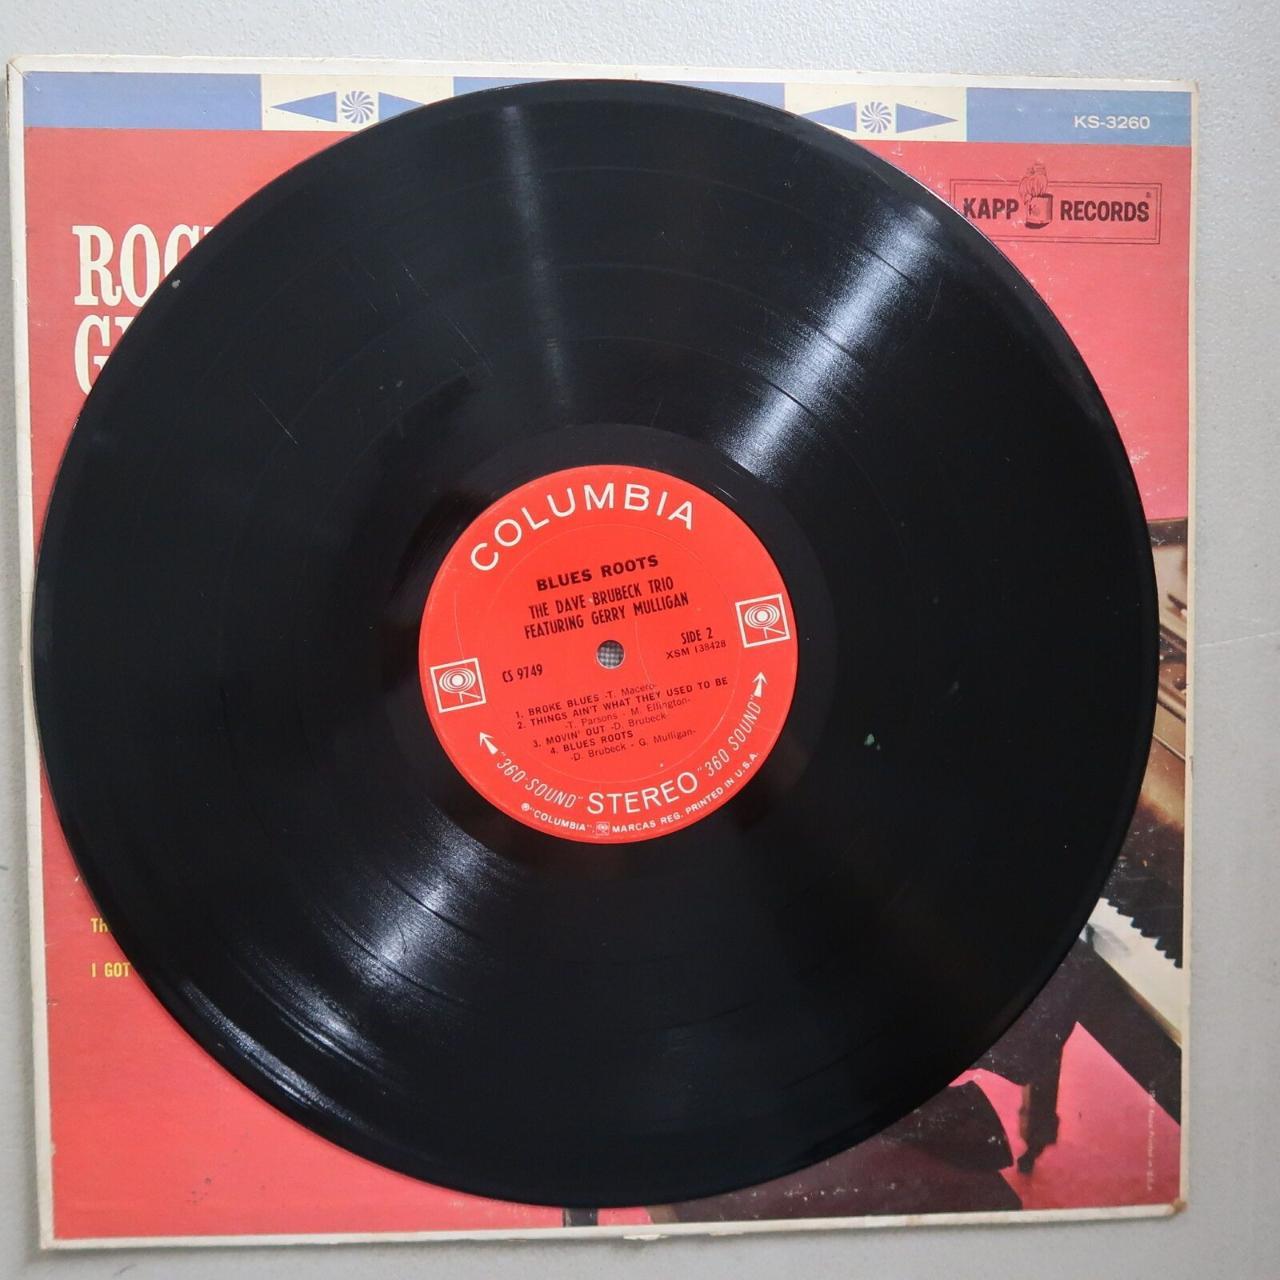 KS-3260
KAPP RECORDS®
ROC
G
COLUMBIA
BLUES ROOTS
THE DAVE BRUBECK TRIO
FEATURING GERRY MULLIGAN
SIDE 2
XSM 138428
CS 9749
1. BROKE BLUES -T. Macero-
2. THINGS AIN'T WHAT THEY USED TO BE
-T. Parsons - M. Ellington-
3. MOVIN' OUT -D. Brubeck-
4. BLUES ROOTS
-D. Brubeck - G. Mulligan-
"360 SOUND" STEREO "360 SOUND"
®"COLUMBIA", MARCAS REG. PRINTED IN U.S.A.
TH
I GOT